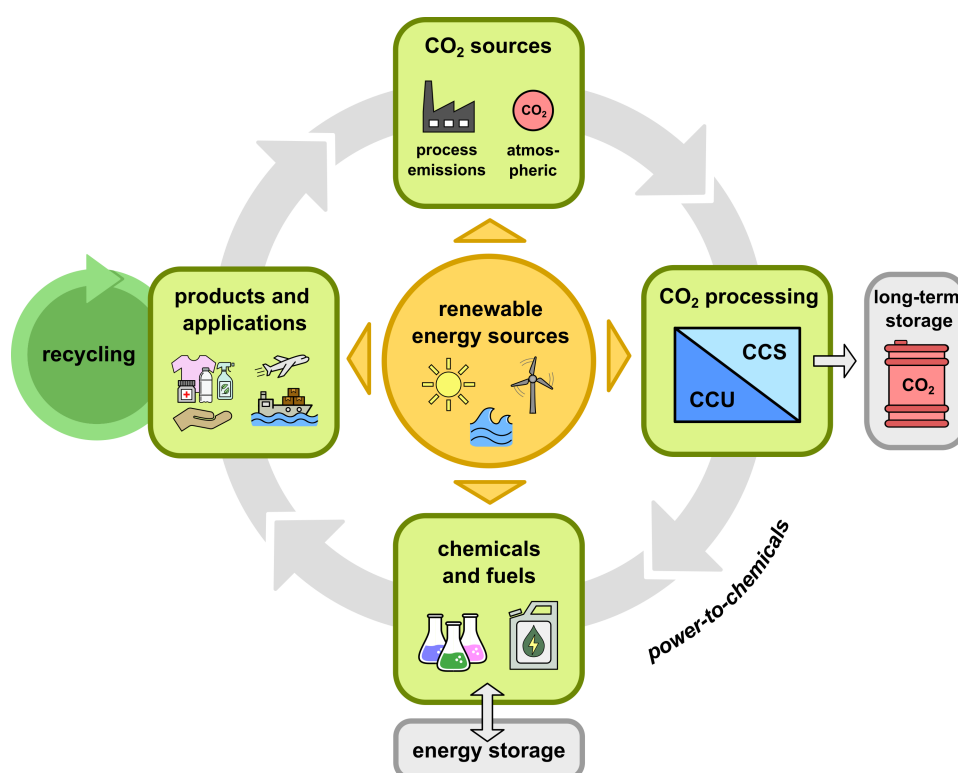 CO₂ sources
CO₂
process
emissions
atmos-
pheric
products and
applications
recycling
renewable
energy sources
CO₂ processing
CCS
CCU
long-term
storage
CO₂
chemicals
and fuels
power-to-chemicals
energy storage